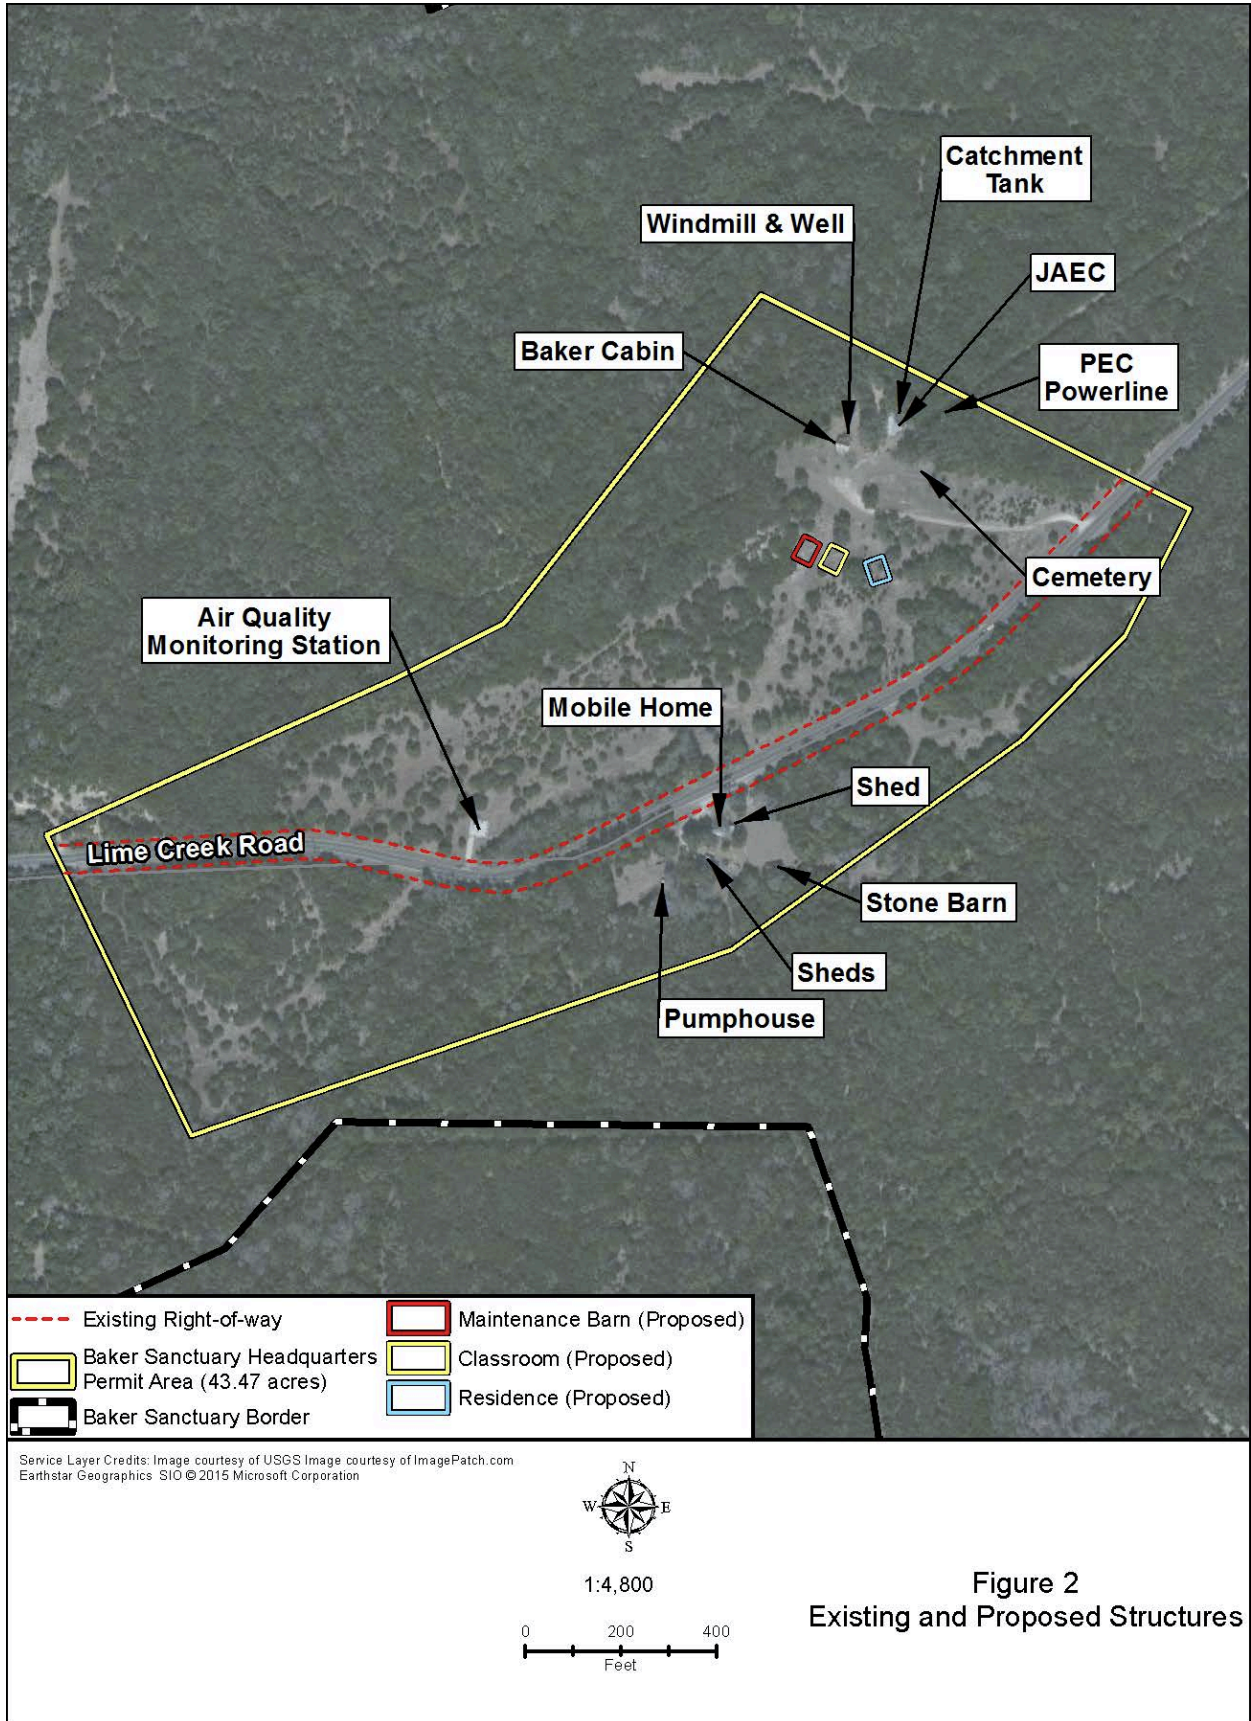 Catchment
Tank
Windmill & Well
JAEC
Baker Cabin
PEC
Powerline
Cemetery
Air Quality
Monitoring Station
Mobile Home
Shed
Lime Creek Road
Stone Barn
Sheds
Pumphouse
Existing Right-of-way
Baker Sanctuary Headquarters
Permit Area (43.47 acres)
Baker Sanctuary Border
Maintenance Barn (Proposed)
Classroom (Proposed)
Residence (Proposed)
Service Layer Credits: Image courtesy of USGS Image courtesy of ImagePatch.com
Earthstar Geographics SIO © 2015 Microsoft Corporation
N
W E
S
1:4,800
0 200 400
Feet
Figure 2
Existing and Proposed Structures